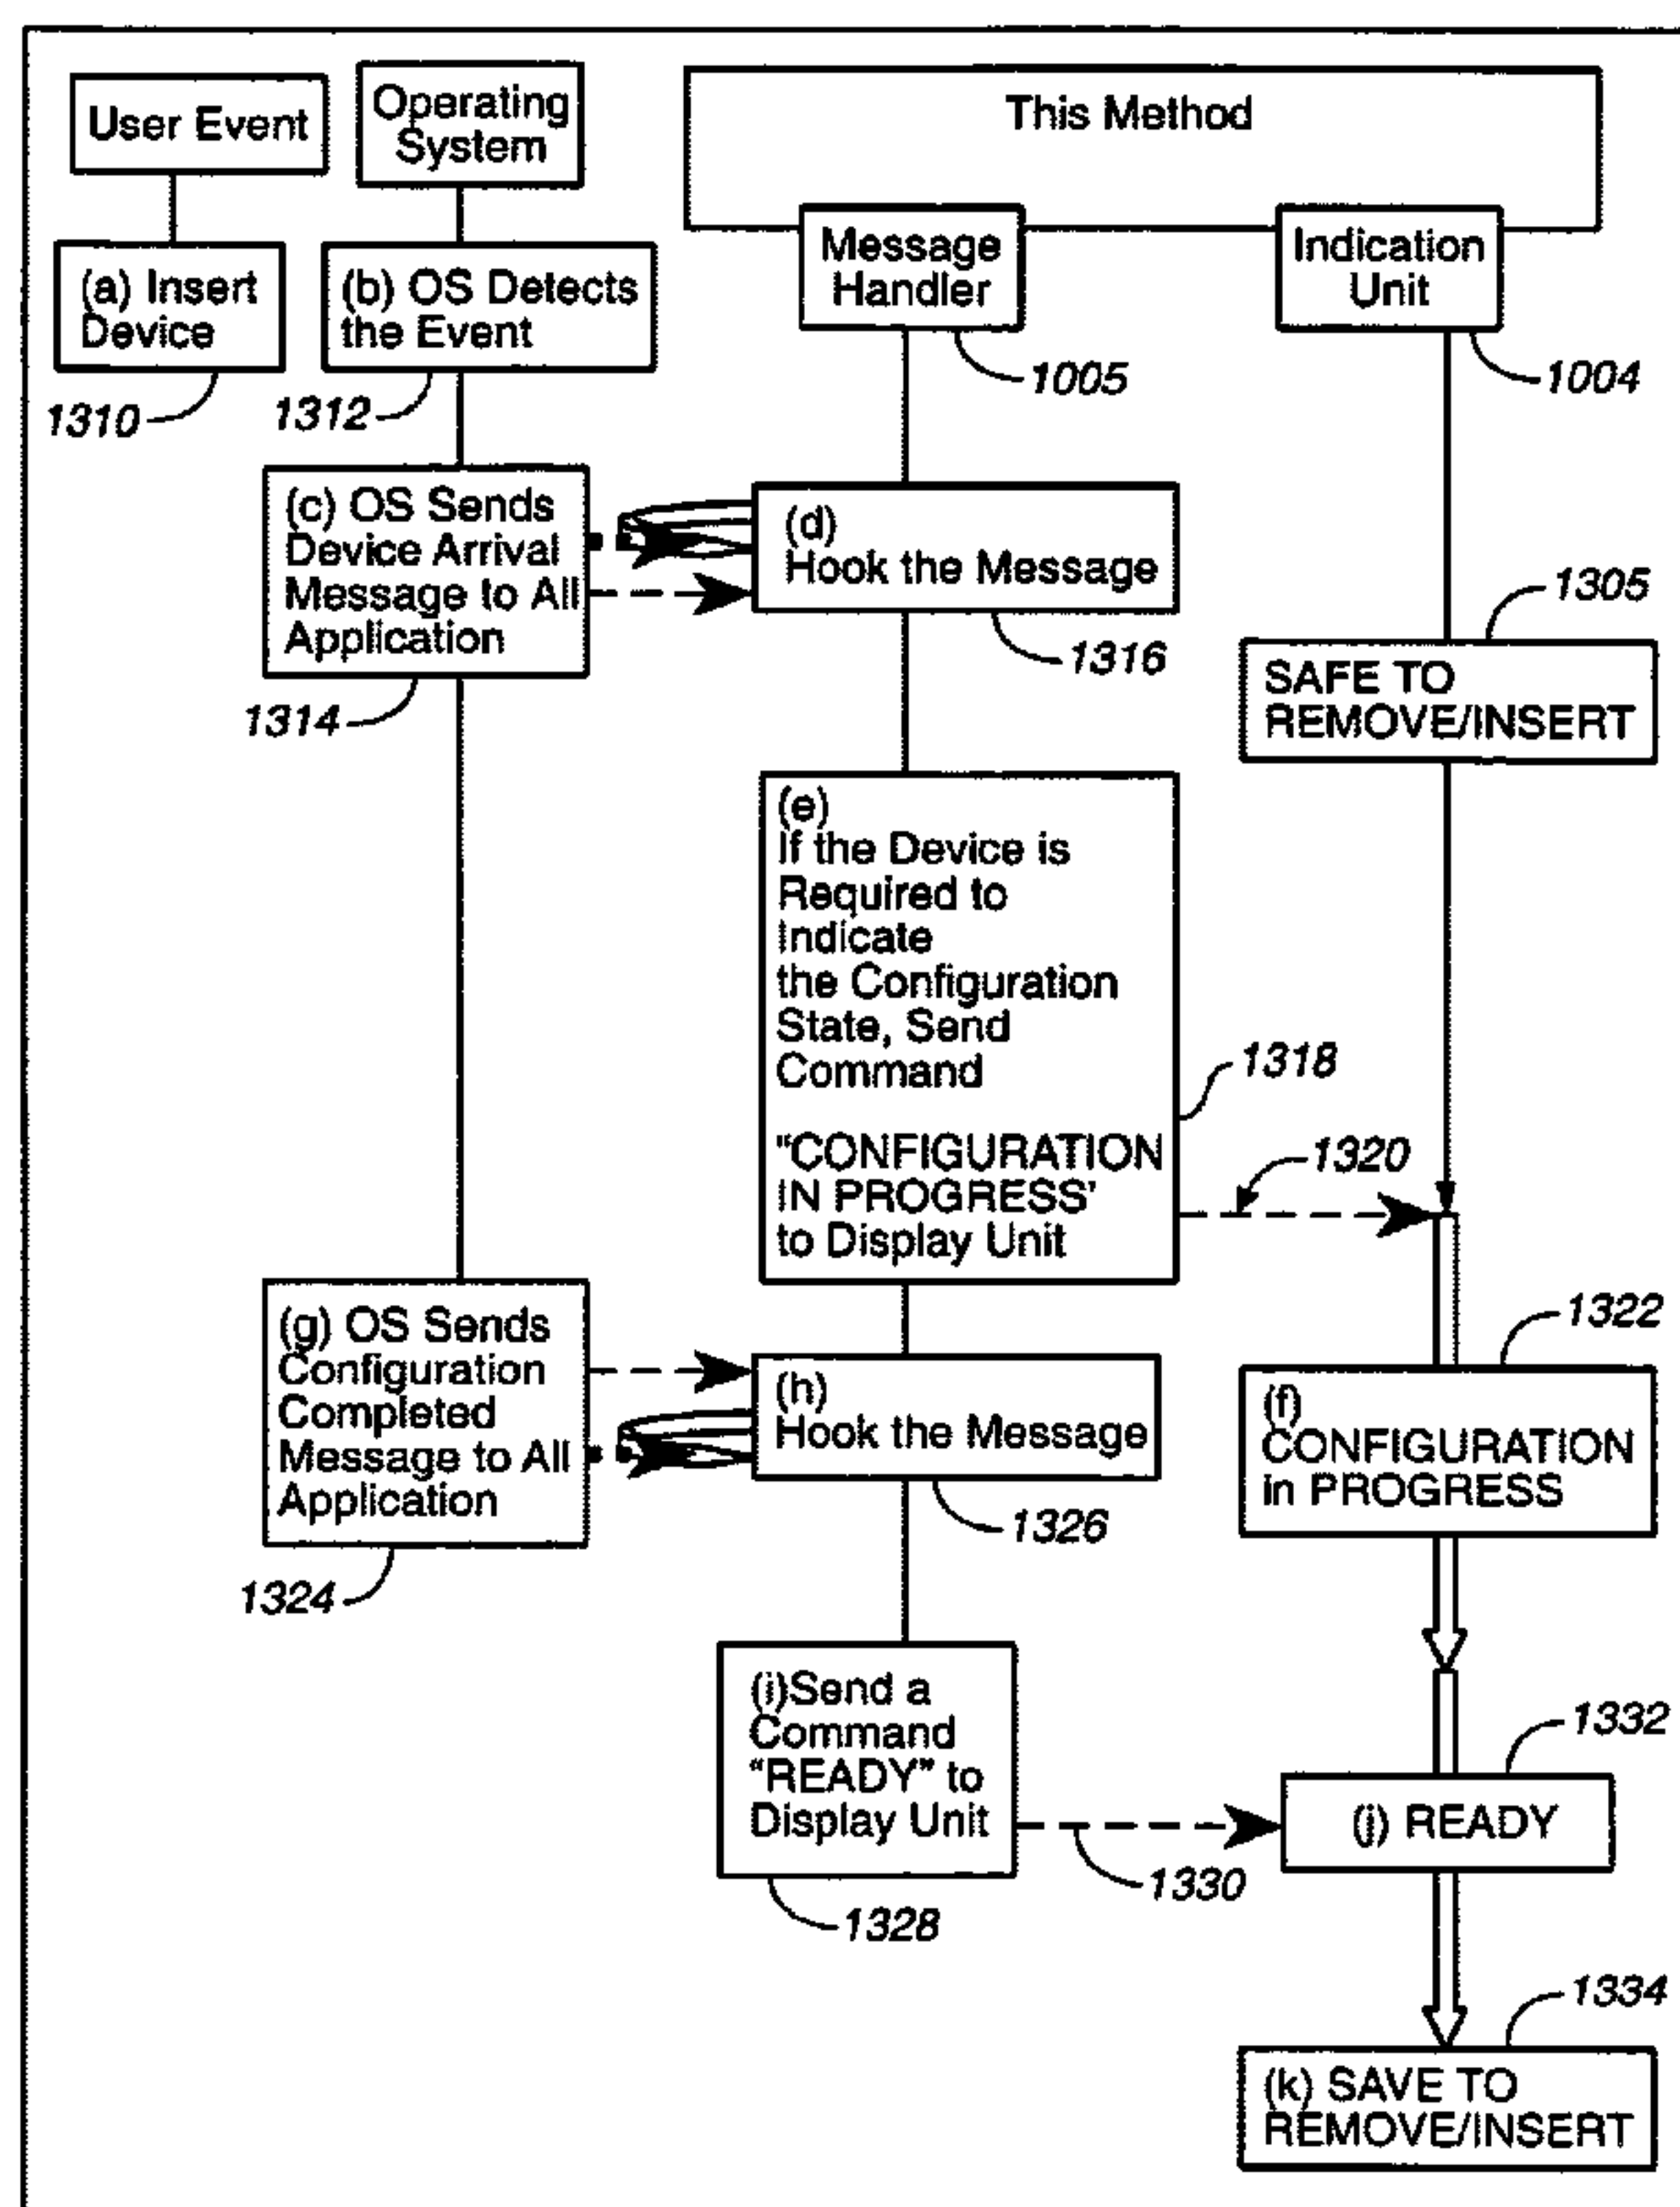 User Event
Operating
System
This Method
Message
Handler
Indication
Unit
(a) Insert
Device
(b) OS Detects
the Event
1005
1004
1310
1312
(c) OS Sends
Device Arrival
Message to All
Application
(d)
Hook the Message
1305
1316
SAFE TO
REMOVE/INSERT
1314
(e)
If the Device is
Required to
Indicate
the Configuration
State, Send
Command
"CONFIGURATION
IN PROGRESS'
to Display Unit
1318
1320
(g) OS Sends
Configuration
Completed
Message to All
Application
1322
(h)
Hook the Message
(f)
CONFIGURATION
in PROGRESS
1326
1324
(i)Send a
Command
"READY" to
Display Unit
1332
(j) READY
1330
1328
1334
(k) SAVE TO
REMOVE/INSERT